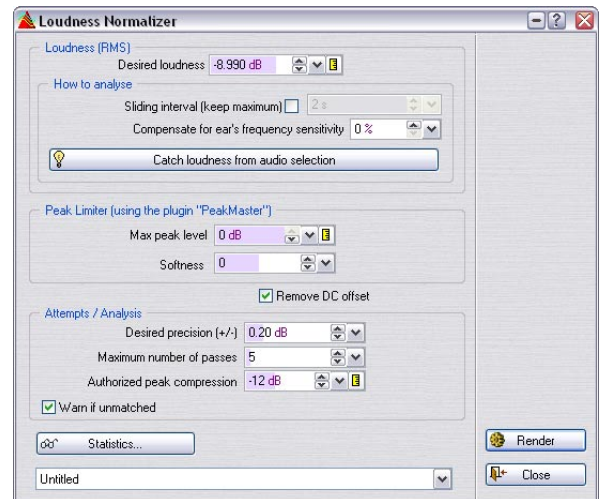 Loudness Normalizer
Loudness (RMS)
Desired loudness -8.990 dB
How to analyse
Sliding interval (keep maximum) 2 s
Compensate for ear's frequency sensitivity 0 %
Catch loudness from audio selection
Peak Limiter (using the plugin "PeakMaster")
Max peak level 0 dB
Softness 0
Remove DC offset
Attempts / Analysis
Desired precision (+/-) 0.20 dB
Maximum number of passes 5
Authorized peak compression -12 dB
Warn if unmatched
Statistics...
Render
Untitled
Close